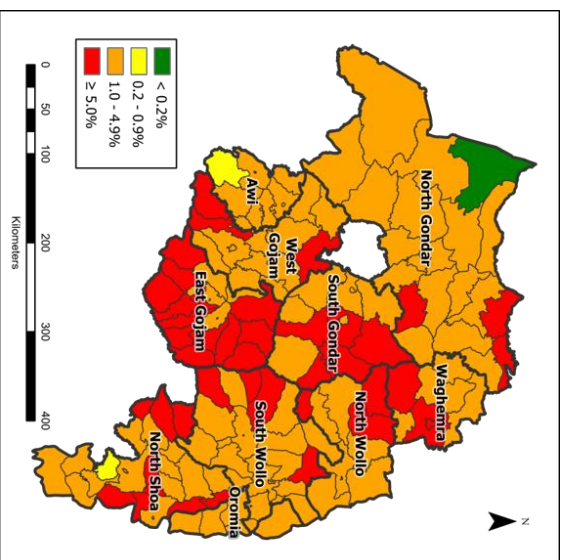 N
North Gondar
Waghemra
Awi
West
Gojam
South Gondar
North Wollo
East Gojam
South Wollo
Oromia
North Shoa
< 0.2%
0.2 - 0.9%
1.0 - 4.9%
≥ 5.0%
0 50 100 200 300 400
Kilometers